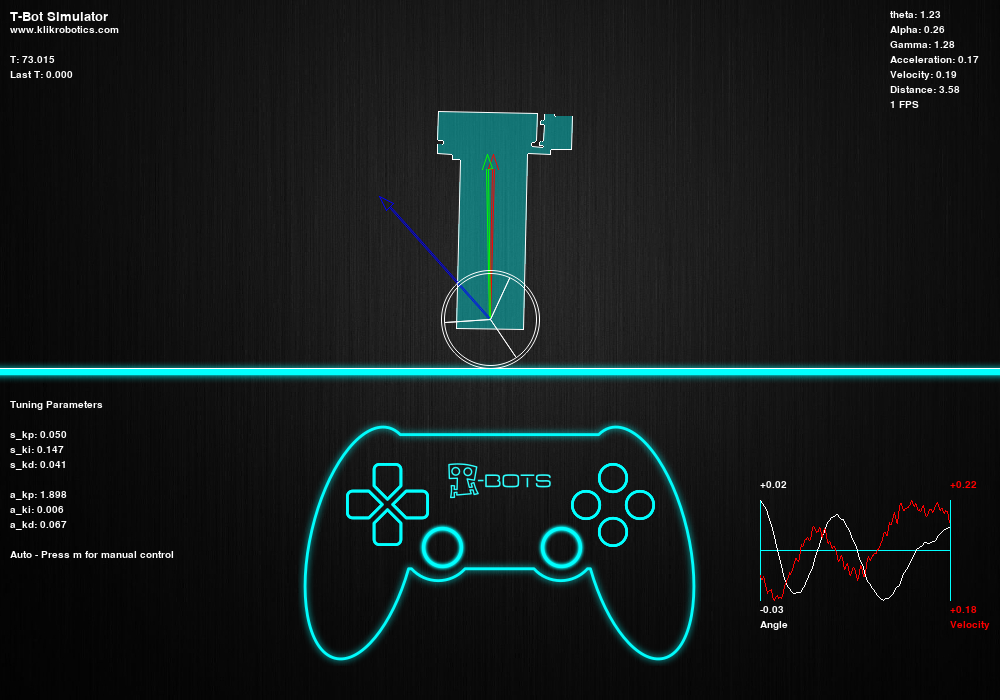 T-Bot Simulator
www.klikrobotics.com
T: 73.015
Last T: 0.000
theta: 1.23
Alpha: 0.26
Gamma: 1.28
Acceleration: 0.17
Velocity: 0.19
Distance: 3.58
1 FPS
Tuning Parameters
s_kp: 0.050
s_ki: 0.147
s_kd: 0.041
a_kp: 1.898
a_ki: 0.006
a_kd: 0.067
Auto - Press m for manual control
-BOTS
+0.02
+0.22
-0.03
+0.18
Angle
Velocity